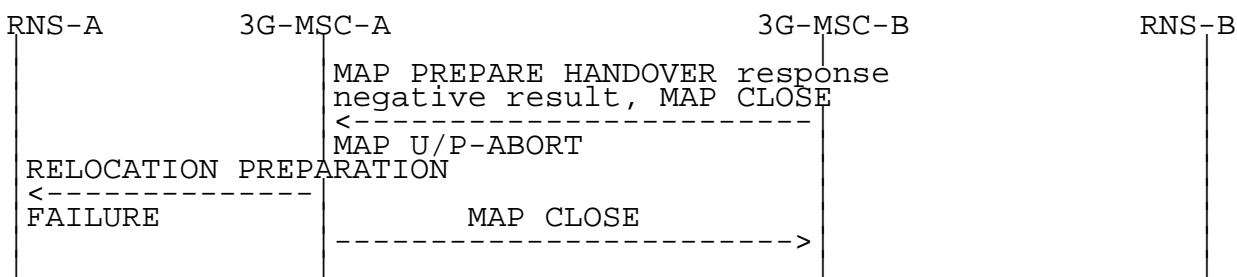 RNS-A 3G-MSC-A 3G-MSC-B RNS-B
MAP PREPARE HANDOVER response
negative result, MAP CLOSE
MAP U/P-ABORT
RELOCATION PREPARATION
FAILURE MAP CLOSE